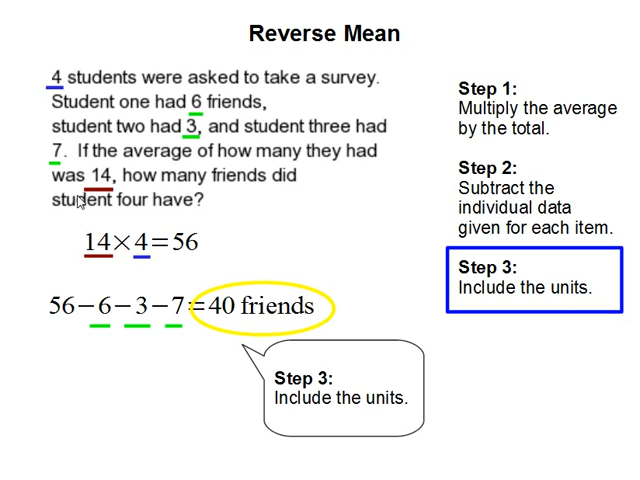 Reverse Mean
4 students were asked to take a survey.
Student one had 6 friends,
student two had 3, and student three had
7. If the average of how many they had
was 14, how many friends did
student four have?
14×4=56
56−6−3−7=40 friends
Step 1:
Multiply the average
by the total.
Step 2:
Subtract the
individual data
given for each item.
Step 3:
Include the units.
Step 3:
Include the units.